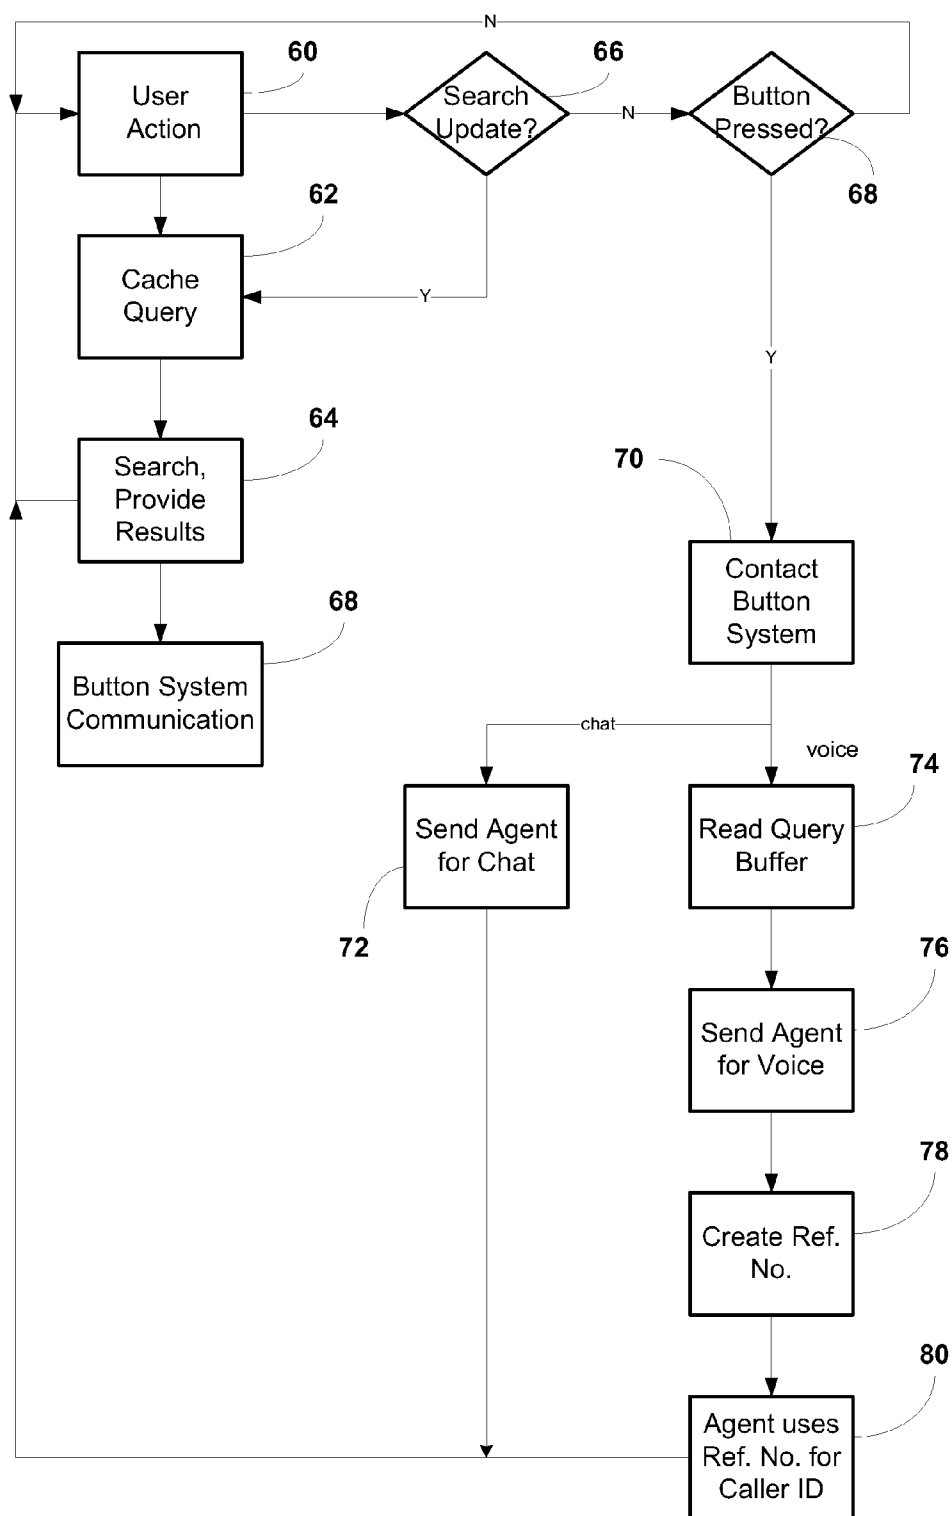 N
60
User
Action
66
Search
Update?
N
Button
Pressed?
68
62
Cache
Query
Y
Y
64
Search,
Provide
Results
70
Contact
Button
System
68
Button System
Communication
chat
voice
74
Send Agent
for Chat
72
Read Query
Buffer
76
Send Agent
for Voice
78
Create Ref.
No.
80
Agent uses
Ref. No. for
Caller ID